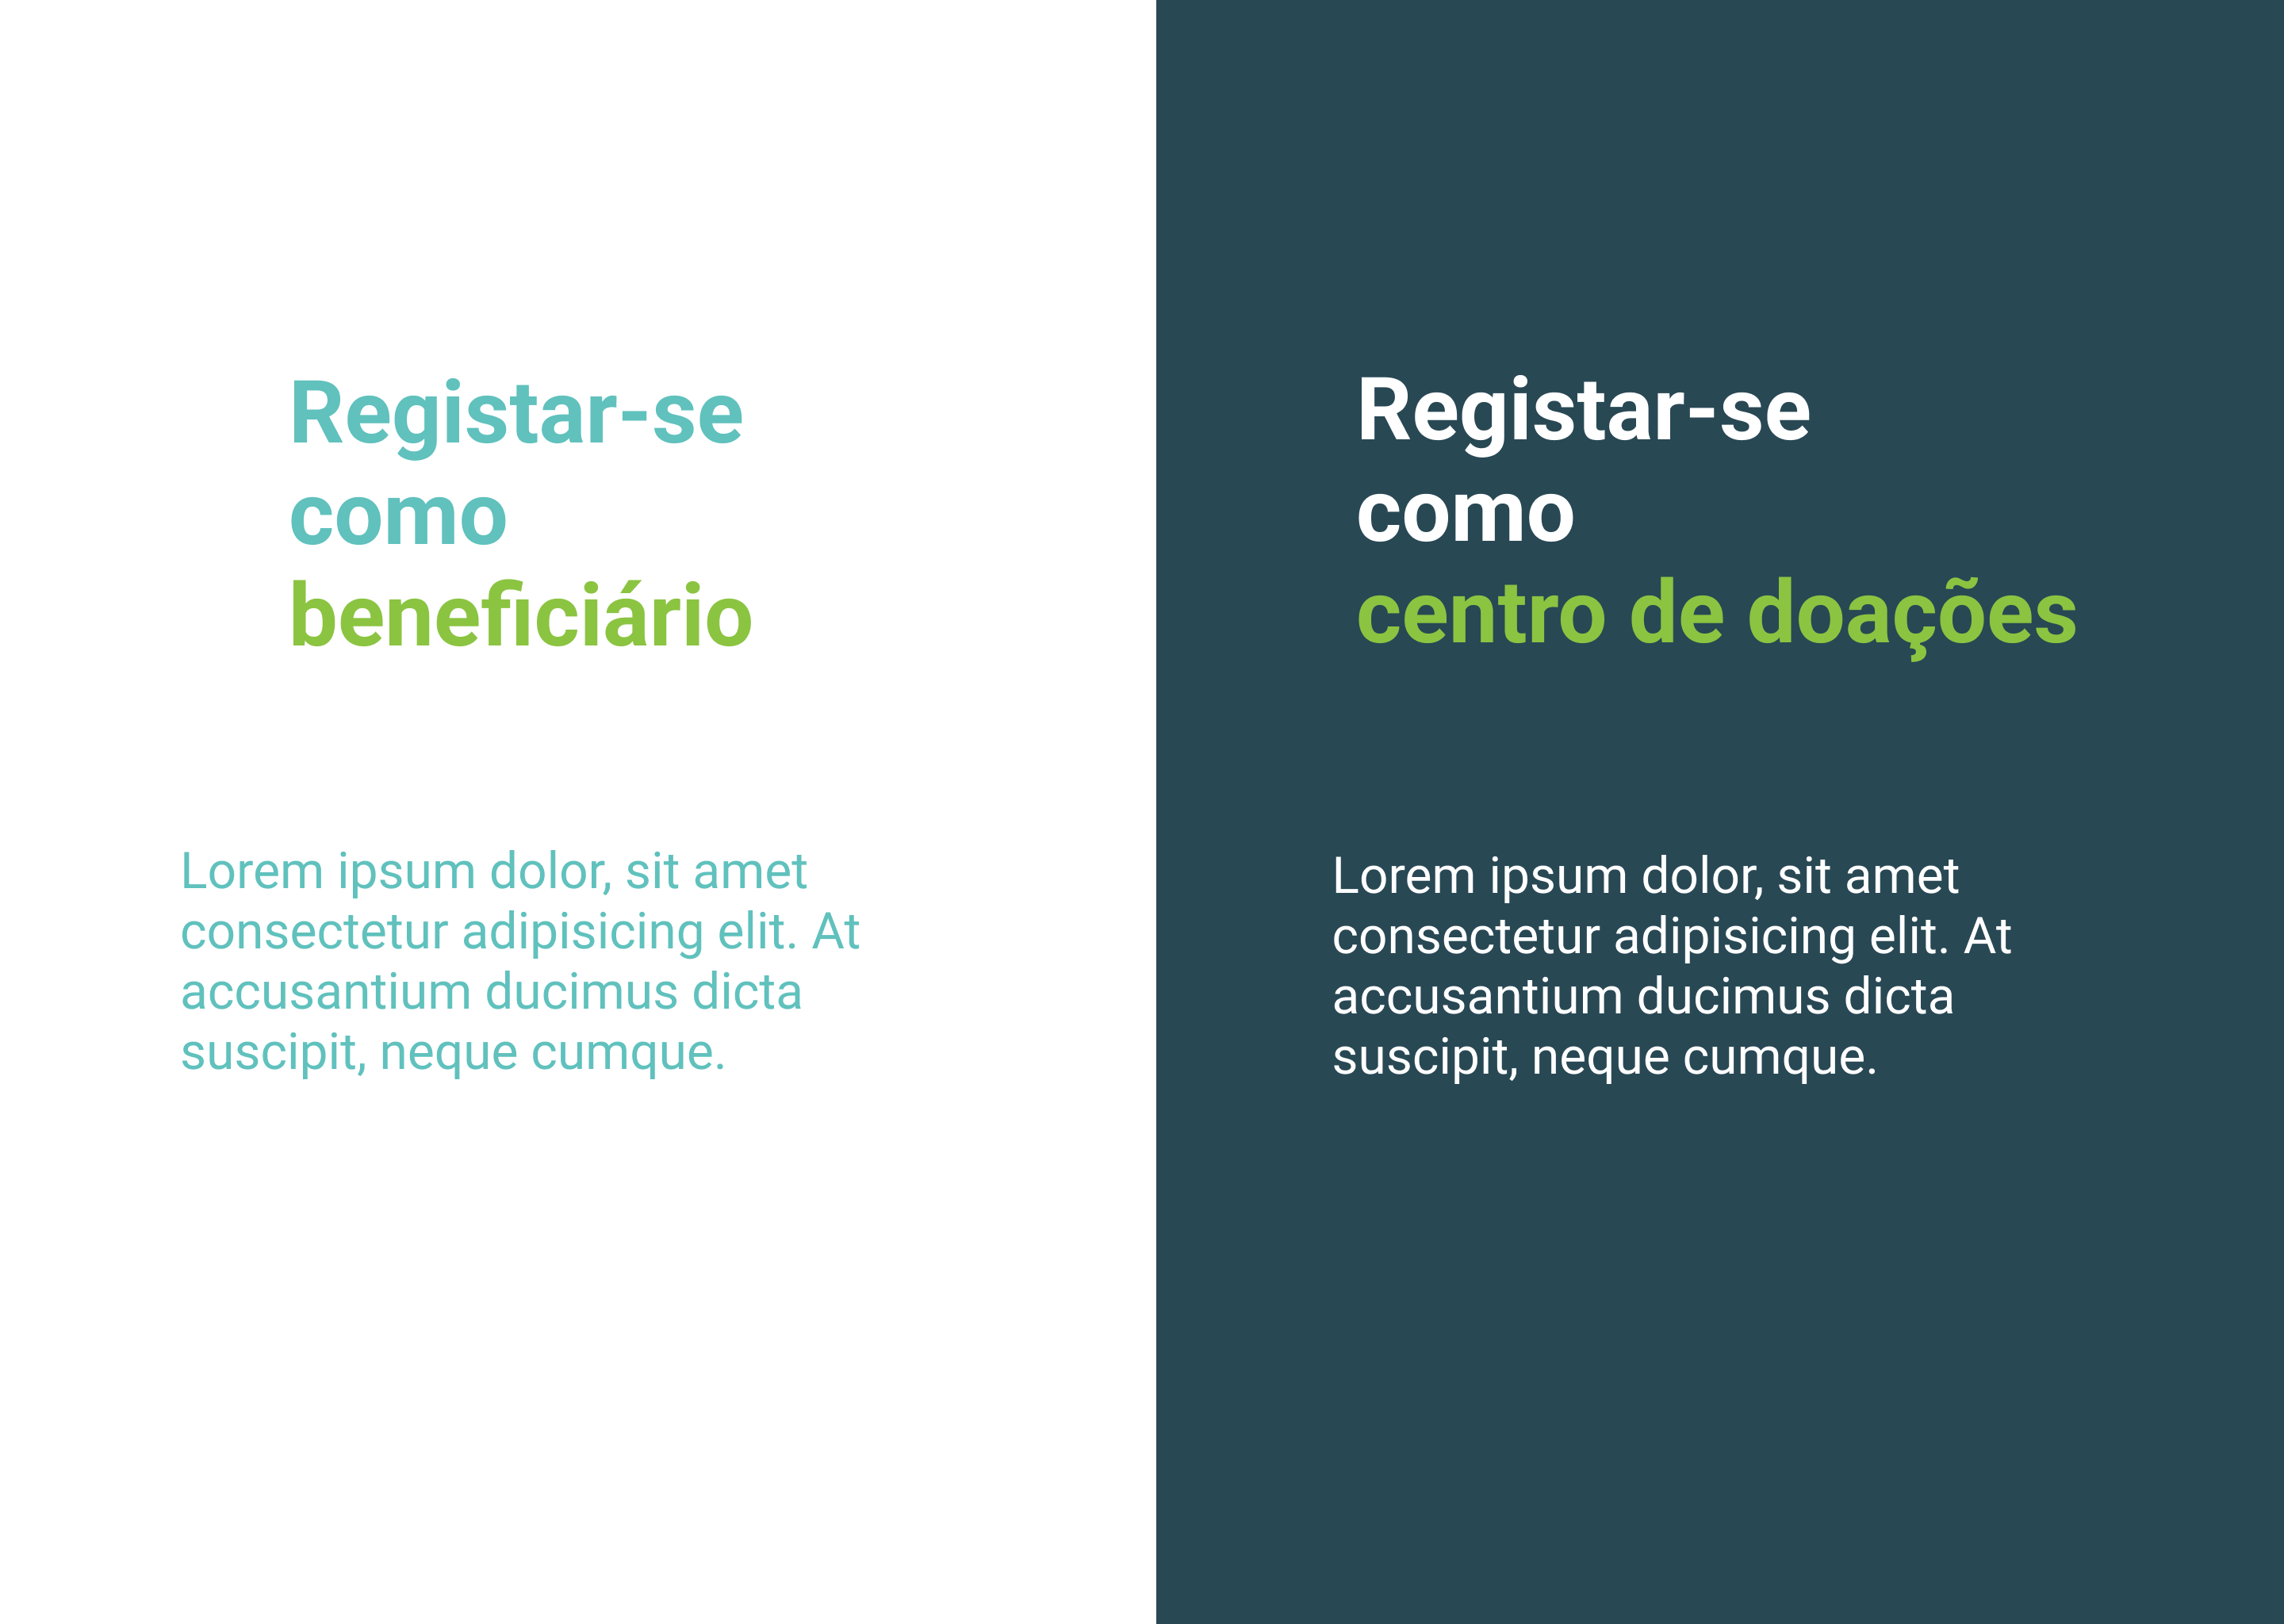 Registar-se
como
beneficiário
Lorem ipsum dolor, sit amet
consectetur adipisicing elit. At
accusantium ducimus dicta
suscipit, neque cumque.
Registar-se
como
centro de doações
Lorem ipsum dolor, sit amet
consectetur adipisicing elit. At
accusantium ducimus dicta
suscipit, neque cumque.